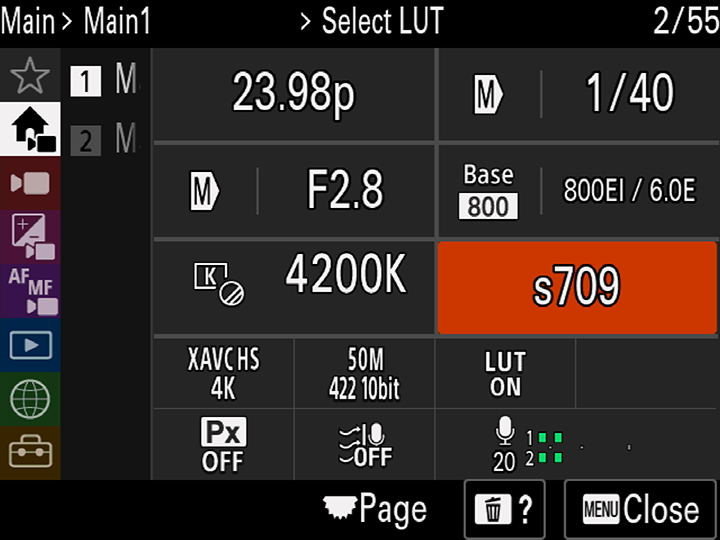 Main > Main1 > Select LUT 2/55
1 M
2 M
23.98p
M 1/40
M F2.8
Base 800 800EI / 6.0E
K 4200K
s709
AF MF
XAVC HS 4K
50M 422 10bit
LUT ON
Px OFF
OFF
20 1 2
Page
?
MENU Close